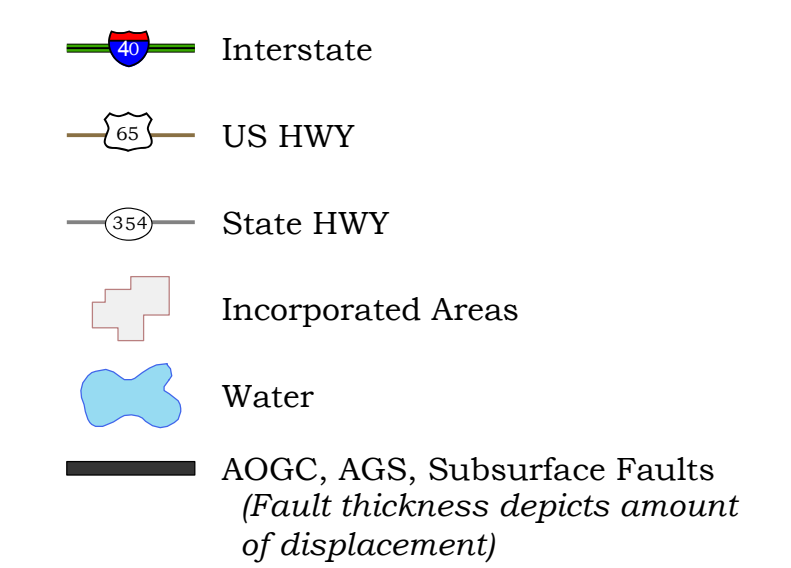 40 Interstate
65 US HWY
354 State HWY
Incorporated Areas
Water
AOGC, AGS, Subsurface Faults
(Fault thickness depicts amount
of displacement)